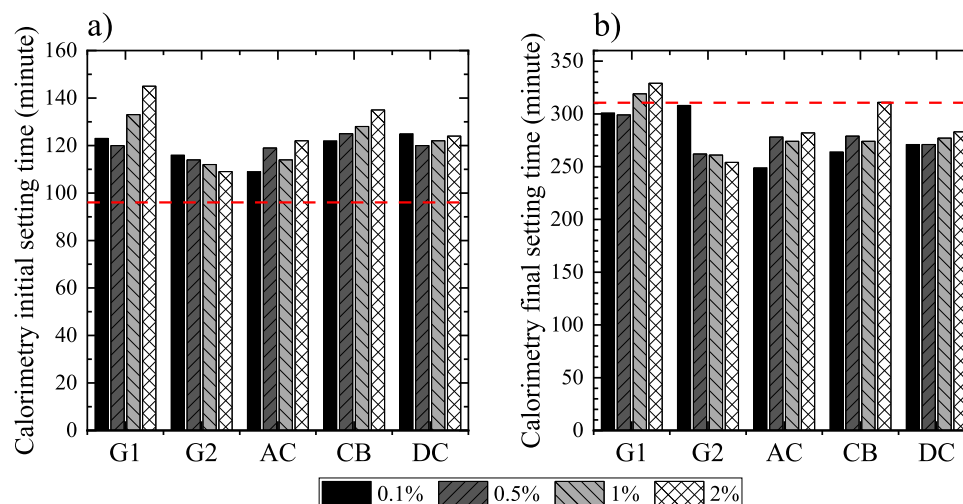 a)
Calorimetry initial setting time (minute)
160
140
120
100
80
60
40
20
0
G1 G2 AC CB DC
b)
Calorimetry final setting time (minute)
350
300
250
200
150
100
50
0
G1 G2 AC CB DC
0.1% 0.5% 1% 2%